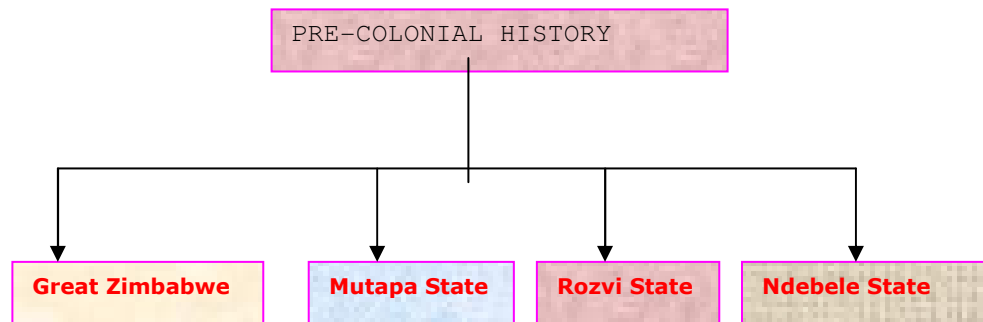 PRE-COLONIAL HISTORY
Great Zimbabwe
Mutapa State
Rozvi State
Ndebele State